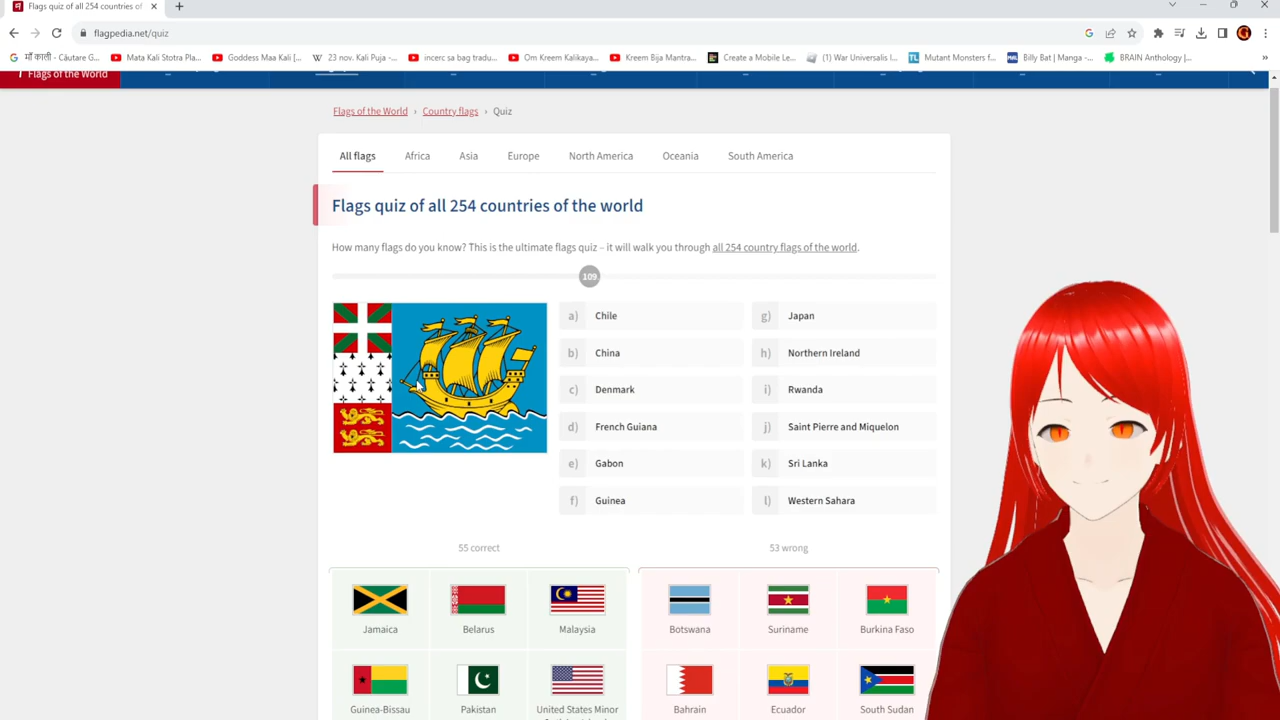 Flags quiz of all 254 countries of
flagpedia.net/quiz
माँ काली - Căutare G...
Mata Kali Stotra Pla...
Goddess Maa Kali [...
23 nov. Kali Puja -...
incerc sa bag tradu...
Om Kreem Kalikaya...
Kreem Bija Mantra...
Create a Mobile Le...
(1) War Universalis I...
Mutant Monsters f...
Billy Bat | Manga -...
BRAIN Anthology |...
Flags of the World
Flags of the World › Country flags › Quiz
All flags Africa Asia Europe North America Oceania South America
Flags quiz of all 254 countries of the world
How many flags do you know? This is the ultimate flags quiz – it will walk you through all 254 country flags of the world.
109
a) Chile
b) China
c) Denmark
d) French Guiana
e) Gabon
f) Guinea
g) Japan
h) Northern Ireland
i) Rwanda
j) Saint Pierre and Miquelon
k) Sri Lanka
l) Western Sahara
55 correct
53 wrong
Jamaica Belarus Malaysia
Botswana Suriname Burkina Faso
Guinea-Bissau Pakistan United States Minor
Bahrain Ecuador South Sudan